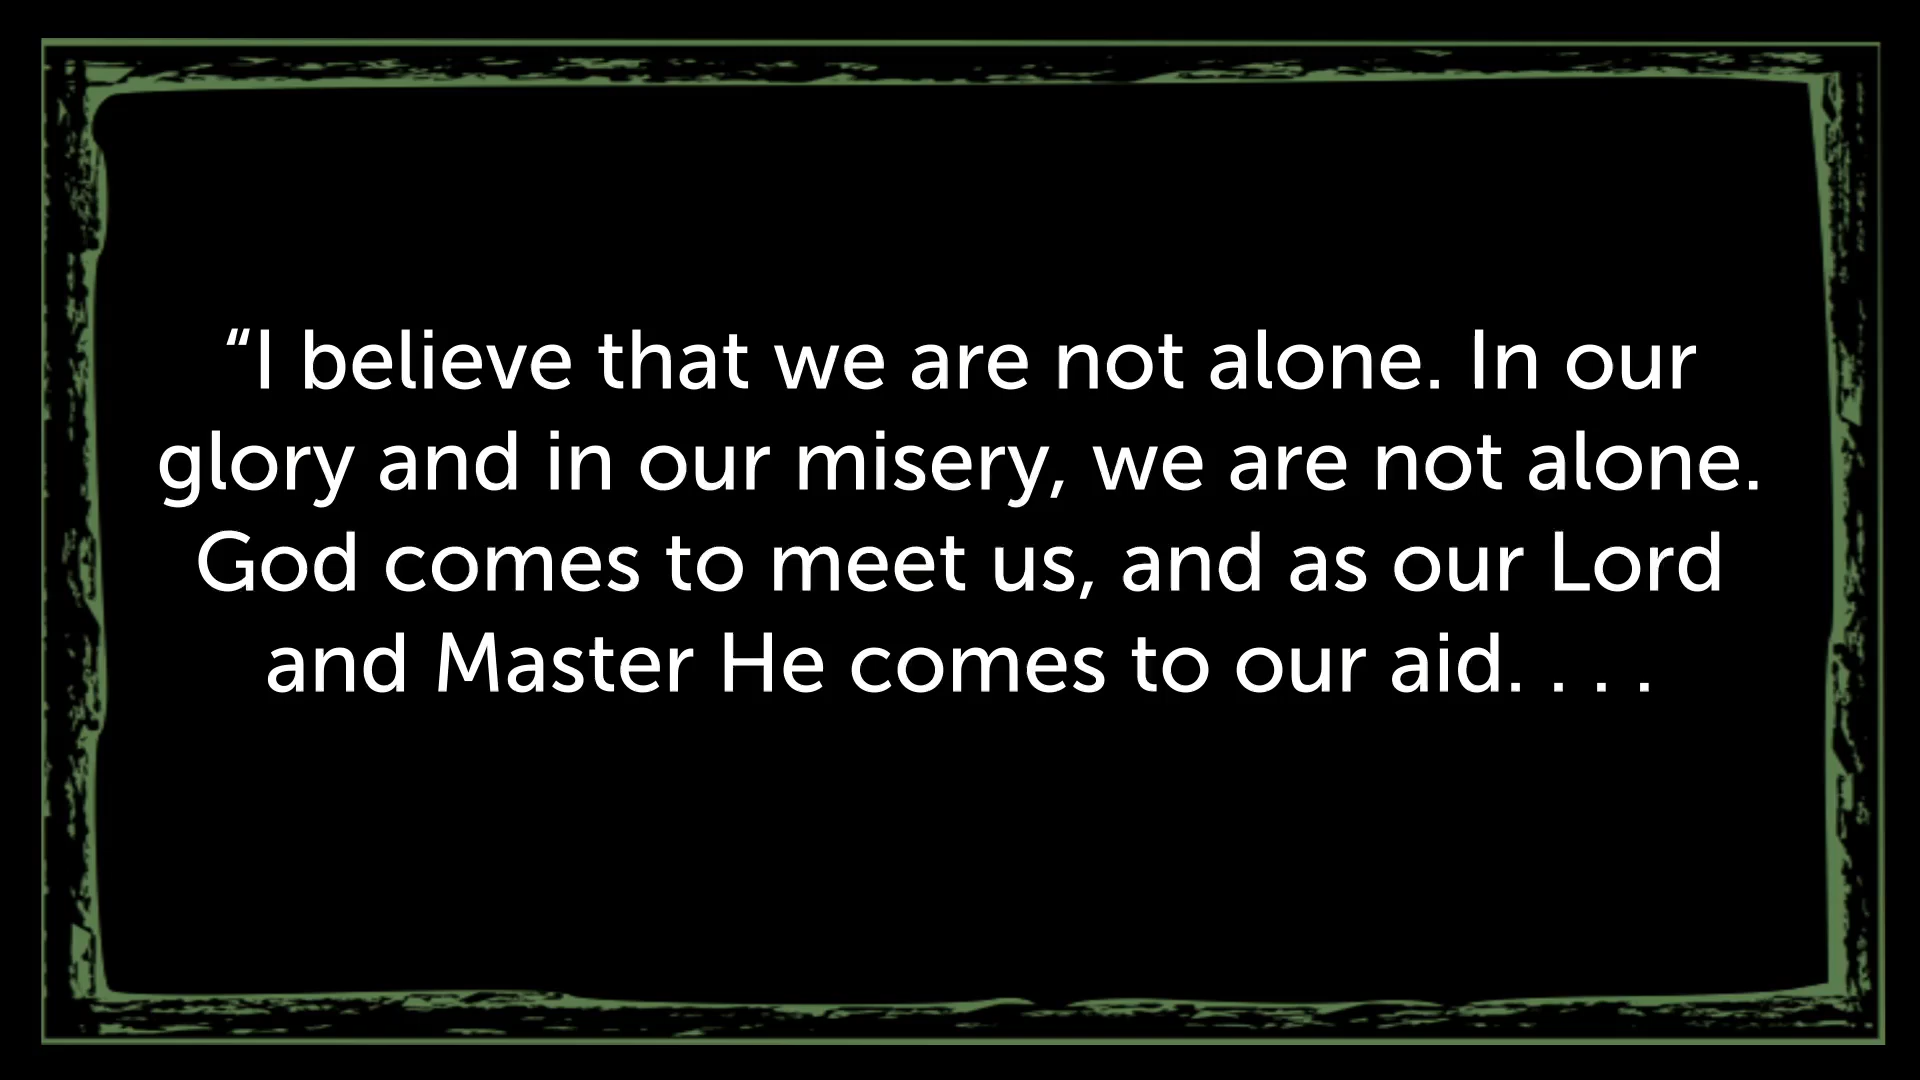 “I believe that we are not alone. In our
glory and in our misery, we are not alone.
God comes to meet us, and as our Lord
and Master He comes to our aid. . . .